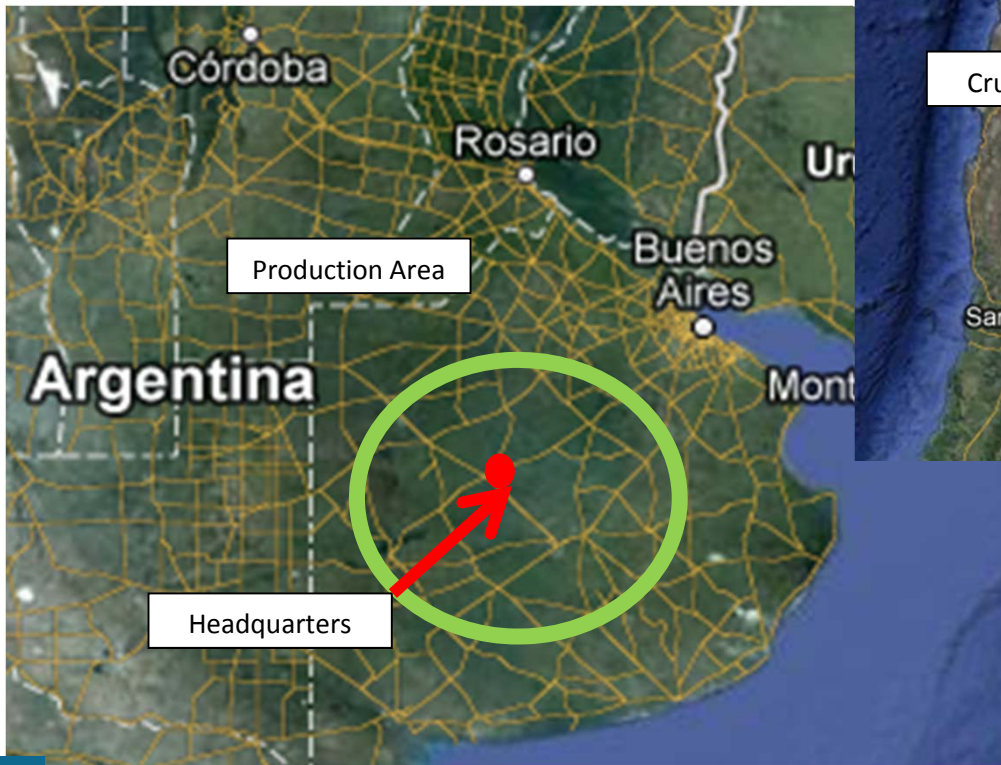 Córdoba
Rosario
Production Area
Buenos
Aires
Argentina
Headquarters